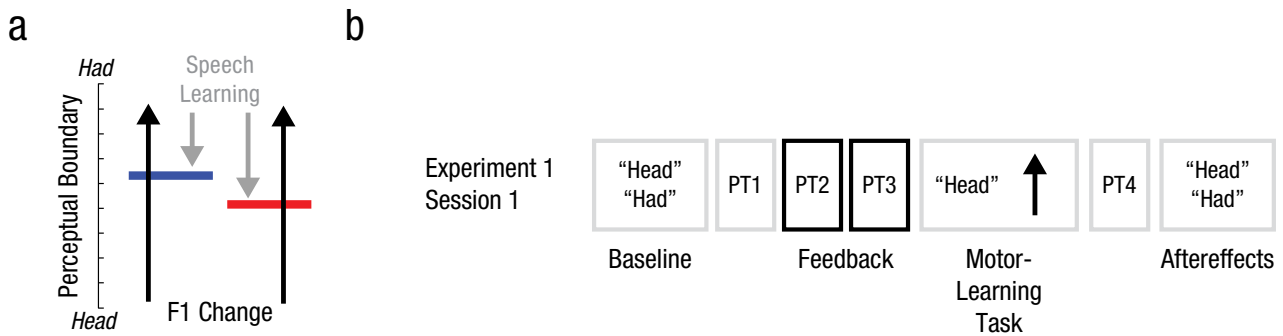 a
b
Had
Speech
Learning
Perceptual Boundary
F1 Change
Head
Experiment 1
Session 1
“Head”
“Had”
PT1
PT2
PT3
“Head”
PT4
“Head”
“Had”
Baseline
Feedback
Motor-
Learning
Task
Aftereffects